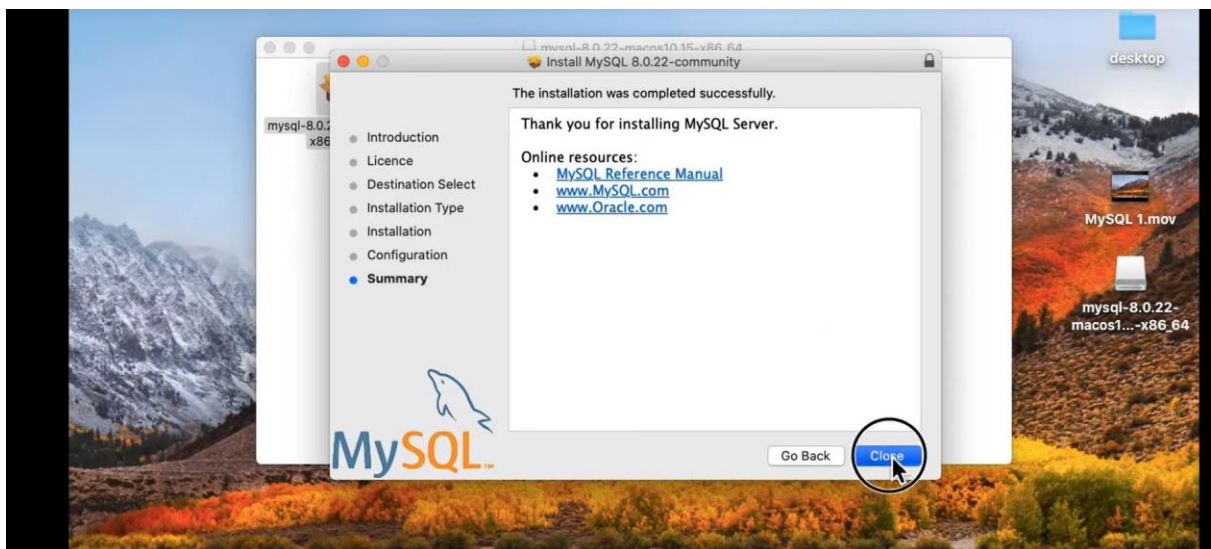 mysql-8.0.22-macos10.15-x86_64
Install MySQL 8.0.22-community
The installation was completed successfully.
mysql-8.0.2
x86
Introduction
Licence
Destination Select
Installation Type
Installation
Configuration
Summary
Thank you for installing MySQL Server.
Online resources:
• MySQL Reference Manual
• www.MySQL.com
• www.Oracle.com
MySQL™
Go Back
Close
desktop
MySQL 1.mov
mysql-8.0.22-
macos1...-x86_64